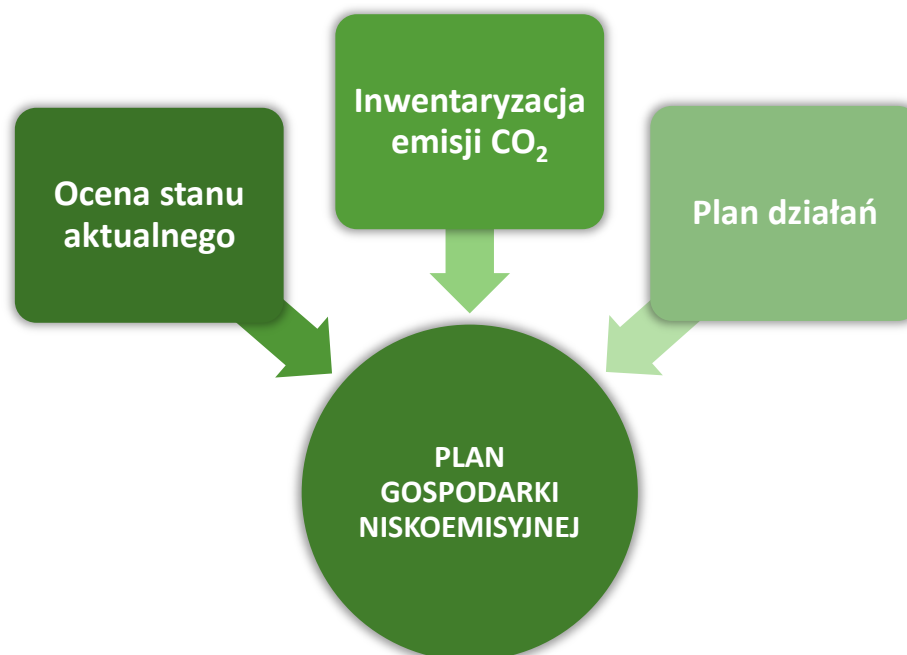 Ocena stanu
aktualnego
Inwentaryzacja
emisji CO₂
Plan działań
PLAN
GOSPODARKI
NISKOEMISYJNEJ